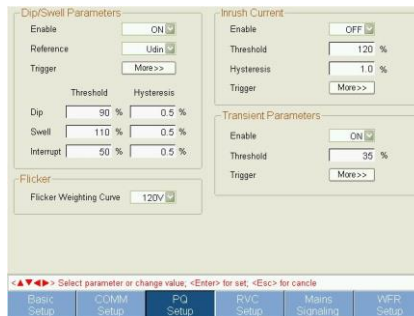 Dip/Swell Parameters
Enable ON
Reference Udin
Trigger More>>
Threshold Hysteresis
Dip 90 % 0.5 %
Swell 110 % 0.5 %
Interrupt 50 % 0.5 %
Flicker
Flicker Weighting Curve 120V
Inrush Current
Enable OFF
Threshold 120 %
Hysteresis 1.0 %
Trigger More>>
Transient Parameters
Enable ON
Threshold 35 %
Trigger More>>
<▲▼◀▶> Select parameter or change value; <Enter> for set; <Esc> for cancle
Basic Setup
COMM Setup
PQ Setup
RVC Setup
Mains Signaling
WFR Setup